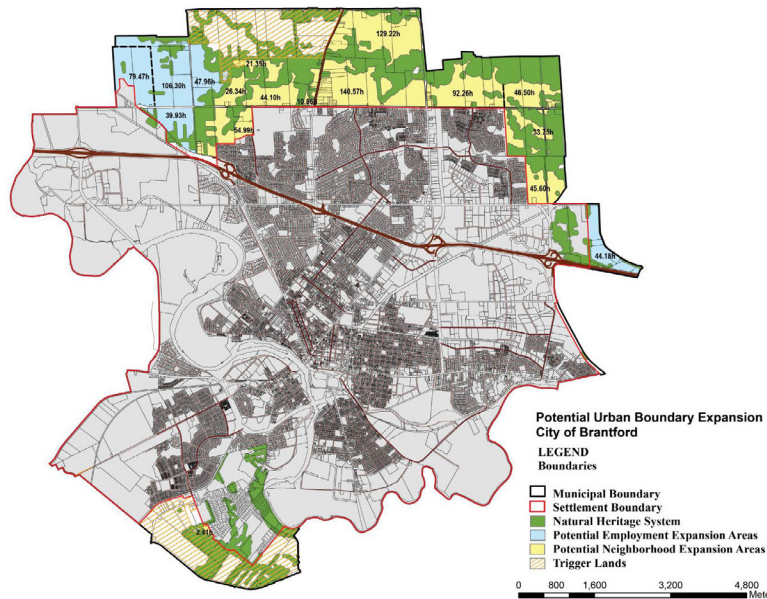 129.22h
79.47h
106.30h
47.96h
21.39h
26.34h
44.10h
10.66h
140.57h
92.26h
46.50h
39.93h
54.99h
33.75h
45.60h
44.18h
2.41h
Potential Urban Boundary Expansion
City of Brantford
LEGEND
Boundaries
Municipal Boundary
Settlement Boundary
Natural Heritage System
Potential Employment Expansion Areas
Potential Neighborhood Expansion Areas
Trigger Lands
0 800 1,600 3,200 4,800
Mete